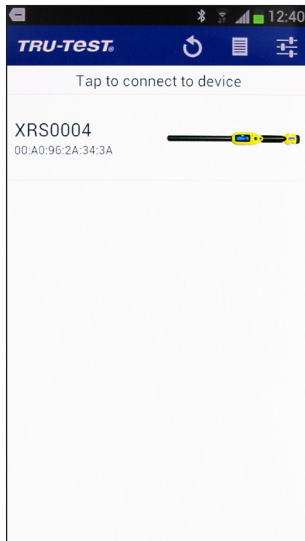 12:40
TRU-TEST®
Tap to connect to device
XRS0004
00:A0:96:2A:34:3A